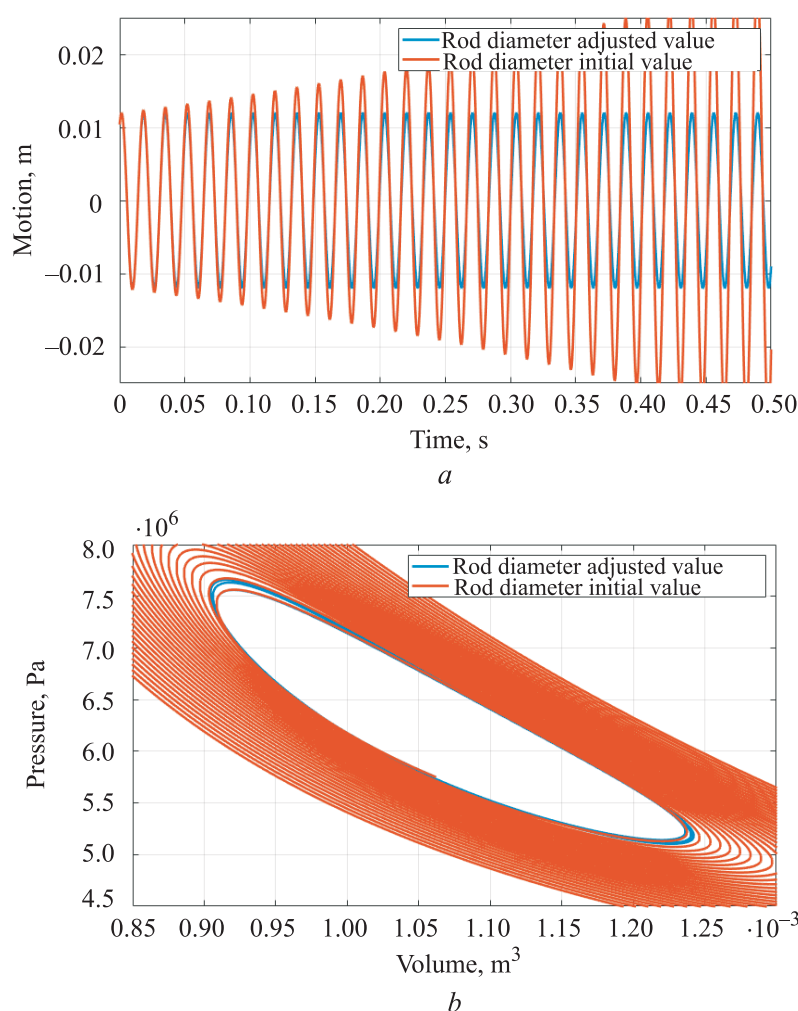 Rod diameter adjusted value
Rod diameter initial value
0.02
0.01
0
–0.01
–0.02
Motion, m
0 0.05 0.10 0.15 0.20 0.25 0.30 0.35 0.40 0.45 0.50
Time, s
a
·10⁶
Rod diameter adjusted value
Rod diameter initial value
8.0
7.5
7.0
6.5
6.0
5.5
5.0
4.5
Pressure, Pa
0.85 0.90 0.95 1.00 1.05 1.10 1.15 1.20 1.25 ·10⁻³
Volume, m³
b